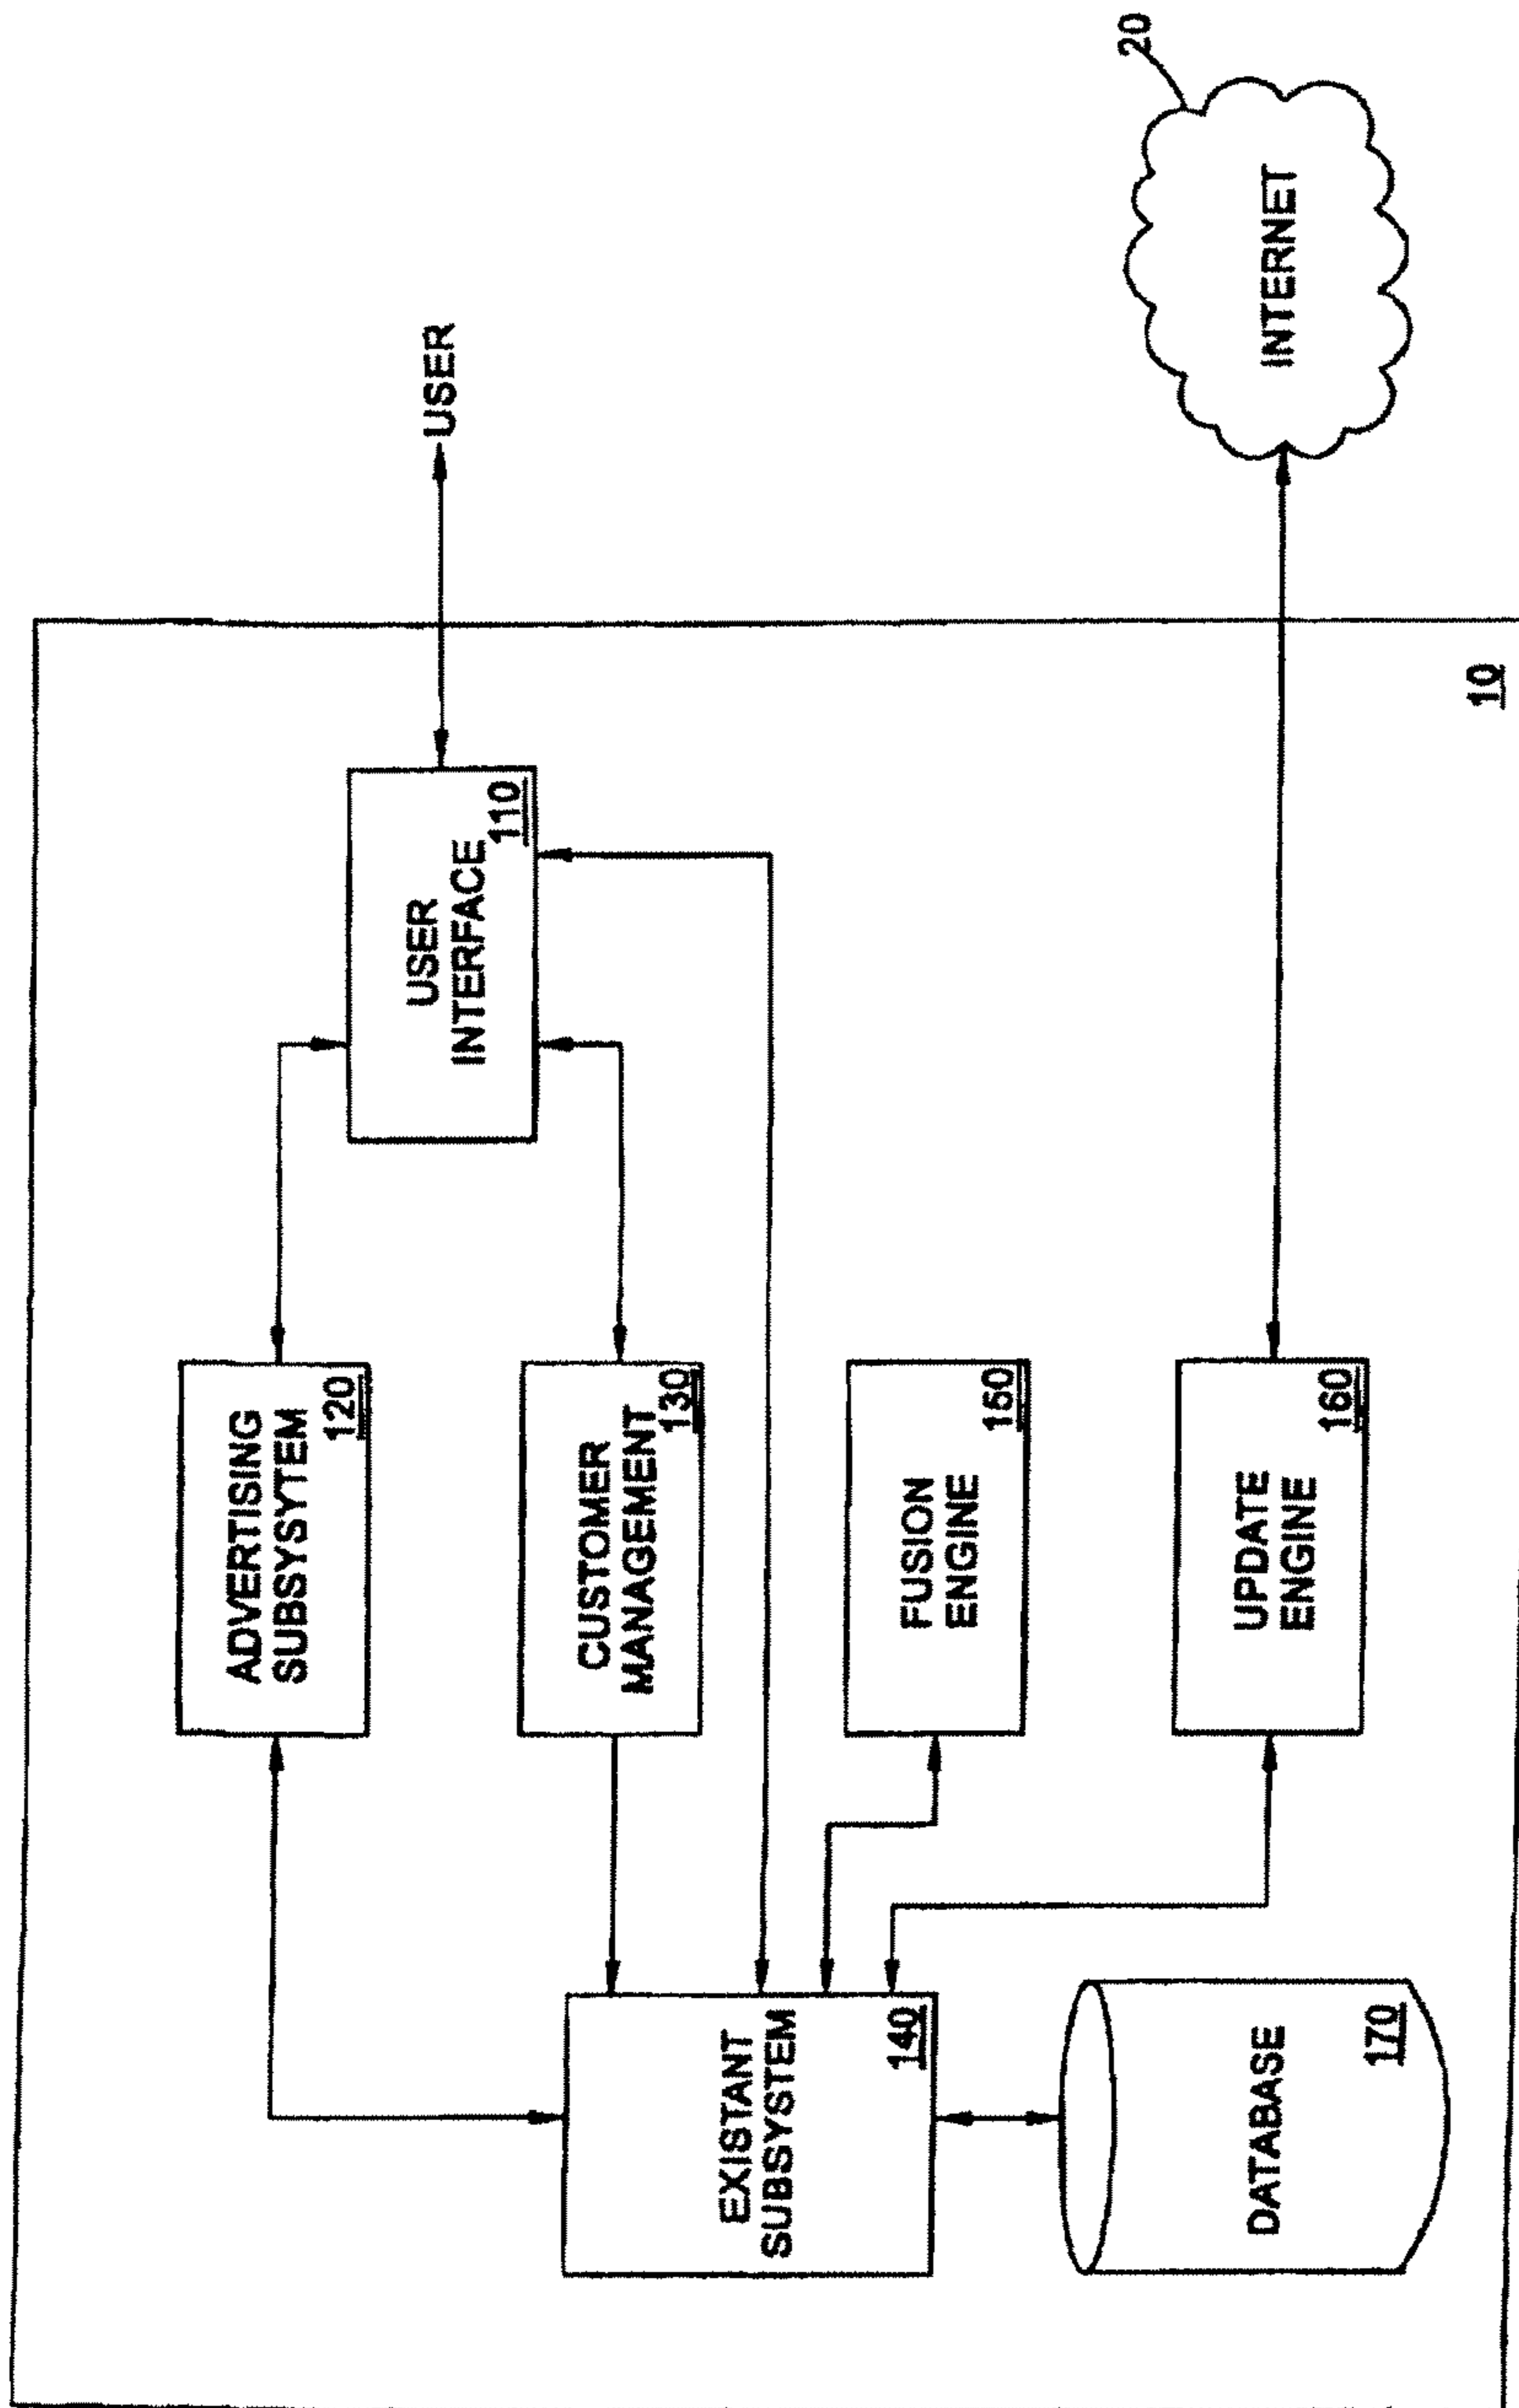 ADVERTISING
SUBSYSYTEM
120
USER
INTERFACE
110
USER
CUSTOMER
MANAGEMENT
130
EXISTANT
SUBSYSTEM
140
FUSION
ENGINE
150
DATABASE
170
UPDATE
ENGINE
160
INTERNET
20
10